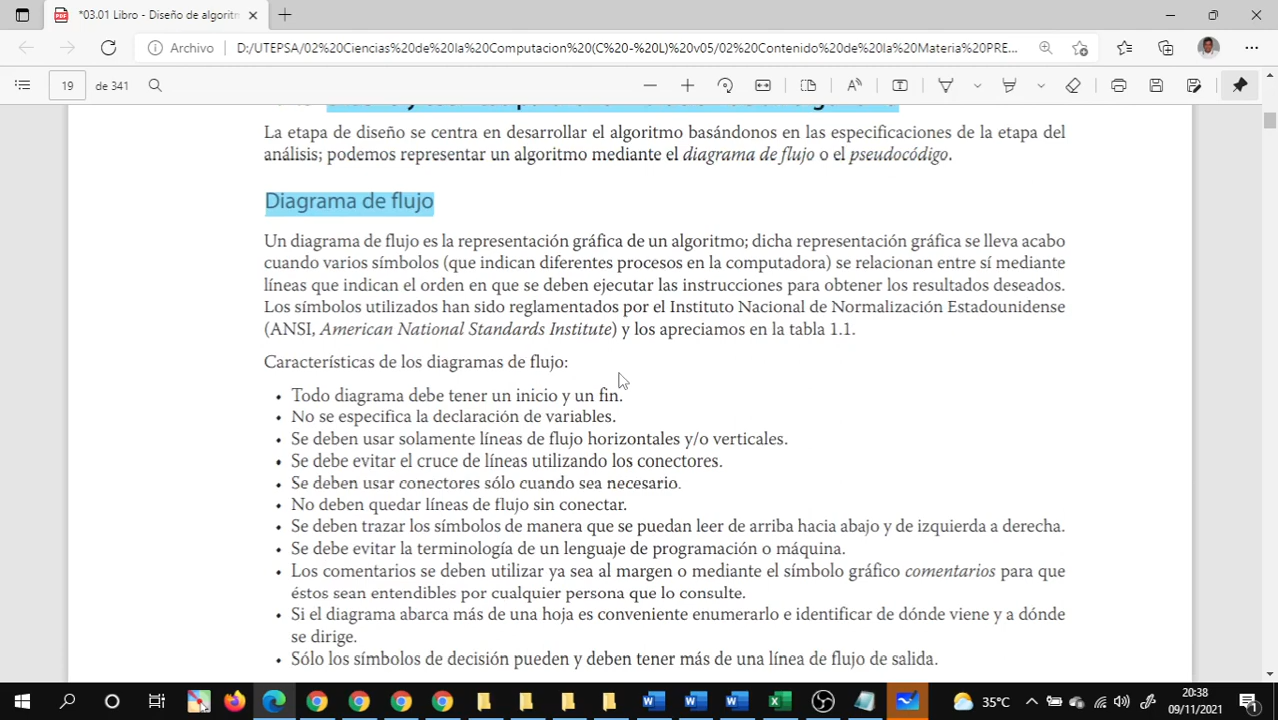 *03.01 Libro - Diseño de algoritm
Archivo
D:/UTEPSA/02%20Ciencias%20de%20la%20Computacion%20(C%20-%20L)%20v05/02%20Contenido%20de%20la%20Materia%20PRE...
19 de 341
La etapa de diseño se centra en desarrollar el algoritmo basándonos en las especificaciones de la etapa del
análisis; podemos representar un algoritmo mediante el diagrama de flujo o el pseudocódigo.
Diagrama de flujo
Un diagrama de flujo es la representación gráfica de un algoritmo; dicha representación gráfica se lleva acabo
cuando varios símbolos (que indican diferentes procesos en la computadora) se relacionan entre sí mediante
líneas que indican el orden en que se deben ejecutar las instrucciones para obtener los resultados deseados.
Los símbolos utilizados han sido reglamentados por el Instituto Nacional de Normalización Estadounidense
(ANSI, American National Standards Institute) y los apreciamos en la tabla 1.1.
Características de los diagramas de flujo:
• Todo diagrama debe tener un inicio y un fin.
• No se especifica la declaración de variables.
• Se deben usar solamente líneas de flujo horizontales y/o verticales.
• Se debe evitar el cruce de líneas utilizando los conectores.
• Se deben usar conectores sólo cuando sea necesario.
• No deben quedar líneas de flujo sin conectar.
• Se deben trazar los símbolos de manera que se puedan leer de arriba hacia abajo y de izquierda a derecha.
• Se debe evitar la terminología de un lenguaje de programación o máquina.
• Los comentarios se deben utilizar ya sea al margen o mediante el símbolo gráfico comentarios para que
éstos sean entendibles por cualquier persona que lo consulte.
• Si el diagrama abarca más de una hoja es conveniente enumerarlo e identificar de dónde viene y a dónde
se dirige.
• Sólo los símbolos de decisión pueden y deben tener más de una línea de flujo de salida.
35°C
20:38
09/11/2021